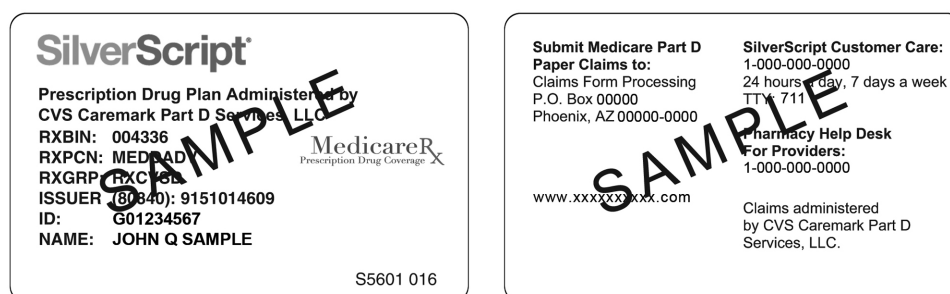 SilverScript®
Prescription Drug Plan Administered by
CVS Caremark Part D Services, LLC
RXBIN: 004336
RXPCN: MEDDADV
RXGRP: RXCVSD
ISSUER (80840): 9151014609
ID: G01234567
NAME: JOHN Q SAMPLE
MedicareRx
Prescription Drug Coverage
S5601 016
SAMPLE
Submit Medicare Part D
Paper Claims to:
Claims Form Processing
P.O. Box 00000
Phoenix, AZ 00000-0000
www.xxxxxxxxxx.com
SilverScript Customer Care:
1-000-000-0000
24 hours a day, 7 days a week
TTY: 711
Pharmacy Help Desk
For Providers:
1-000-000-0000
Claims administered
by CVS Caremark Part D
Services, LLC.
SAMPLE